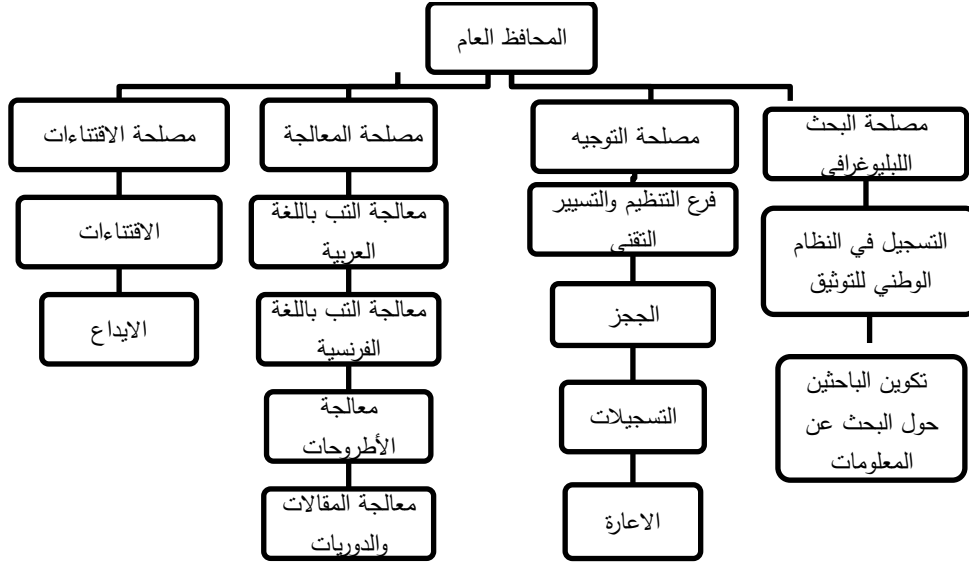 المحافظ العام
مصلحة البحث
اللبليوغرافي
التسجيل في النظام
الوطني للتوثيق
تكوين الباحثين
حول البحث عن
المعلومات
مصلحة التوجيه
فرع التنظيم والتسيير
التقني
الججز
التسجيلات
الاعارة
مصلحة المعالجة
معالجة التب باللغة
العربية
معالجة التب باللغة
الفرنسية
معالجة
الأطروحات
معالجة المقالات
والدوريات
مصلحة الاقتناءات
الاقتناءات
الايداع